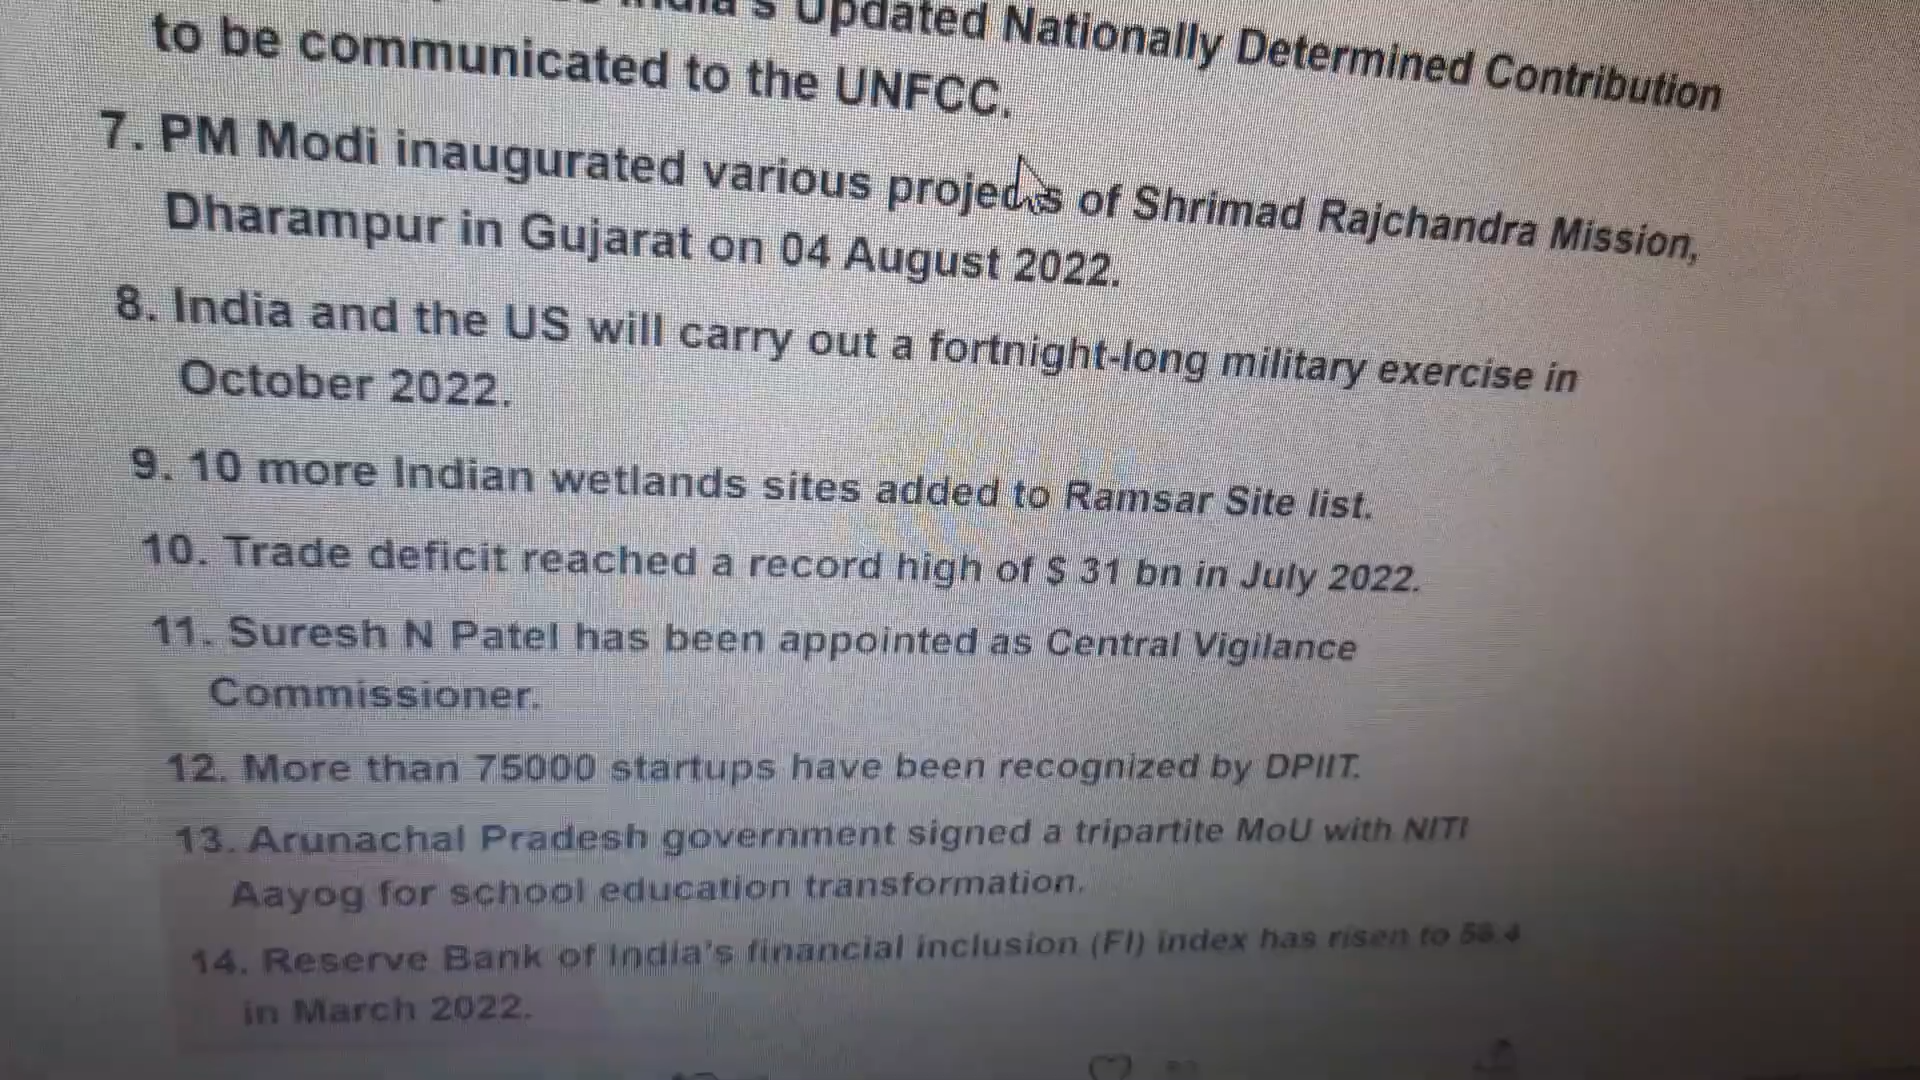 India's Updated Nationally Determined Contribution
to be communicated to the UNFCC.
7. PM Modi inaugurated various projects of Shrimad Rajchandra Mission,
Dharampur in Gujarat on 04 August 2022.
8. India and the US will carry out a fortnight-long military exercise in
October 2022.
9. 10 more Indian wetlands sites added to Ramsar Site list.
10. Trade deficit reached a record high of $ 31 bn in July 2022.
11. Suresh N Patel has been appointed as Central Vigilance
Commissioner.
12. More than 75000 startups have been recognized by DPIIT.
13. Arunachal Pradesh government signed a tripartite MoU with NITI
Aayog for school education transformation.
14. Reserve Bank of India's financial inclusion (FI) index has risen to
in March 2022.